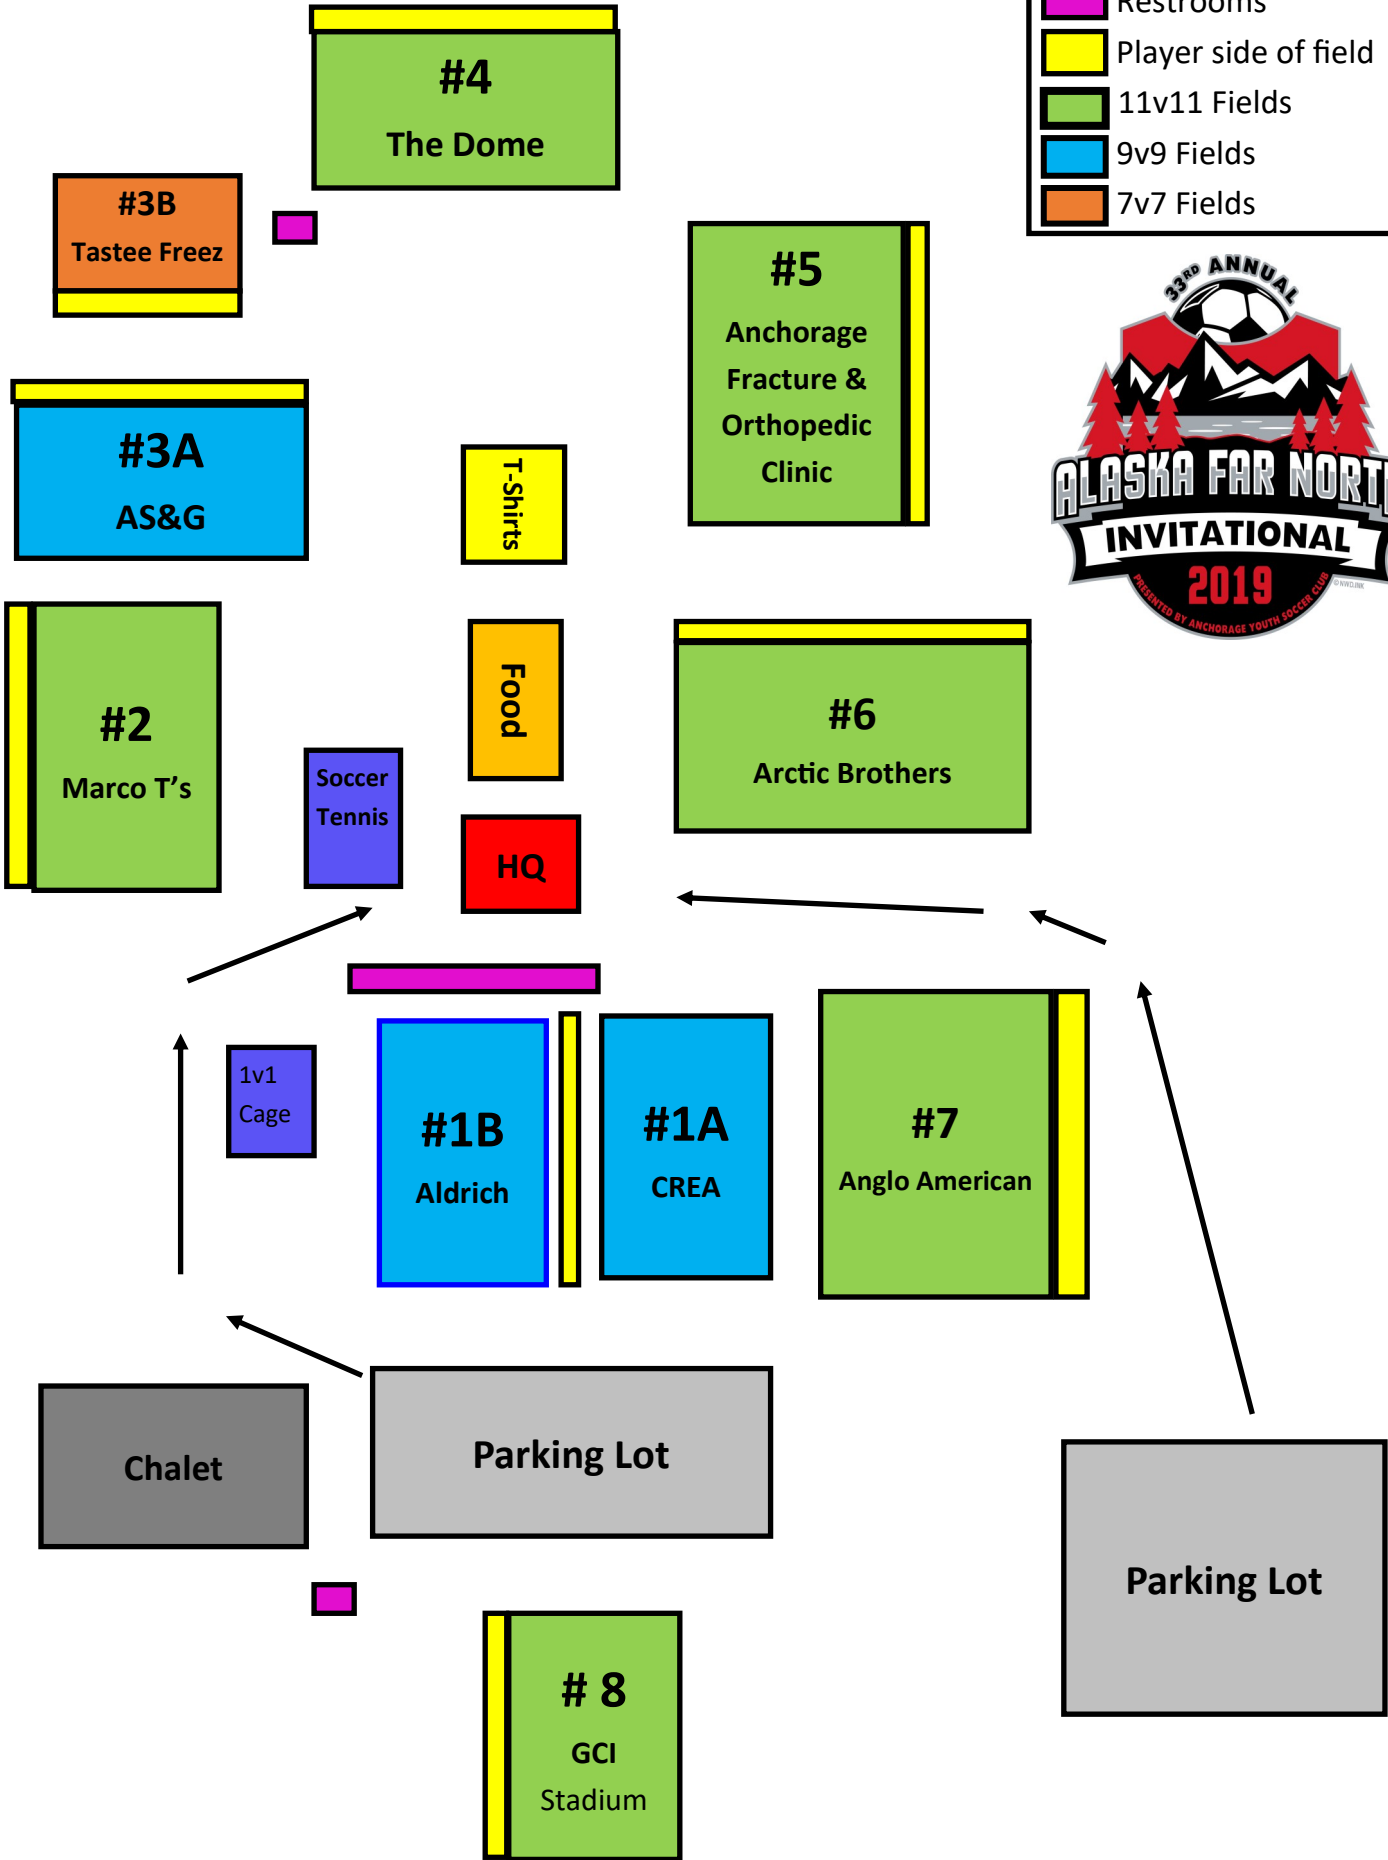 Restrooms
Player side of field
11v11 Fields
9v9 Fields
7v7 Fields
#4
The Dome
#3B
Tastee Freez
#5
Anchorage
Fracture &
Orthopedic
Clinic
33RD ANNUAL
ALASKA FAR NORT
INVITATIONAL
2019
PRESENTED BY ANCHORAGE YOUTH SOCCER CLUB
#3A
AS&G
T-Shirts
#2
Marco T's
Food
#6
Arctic Brothers
Soccer
Tennis
HQ
1v1
Cage
#1B
Aldrich
#1A
CREA
#7
Anglo American
Chalet
Parking Lot
Parking Lot
# 8
GCI
Stadium